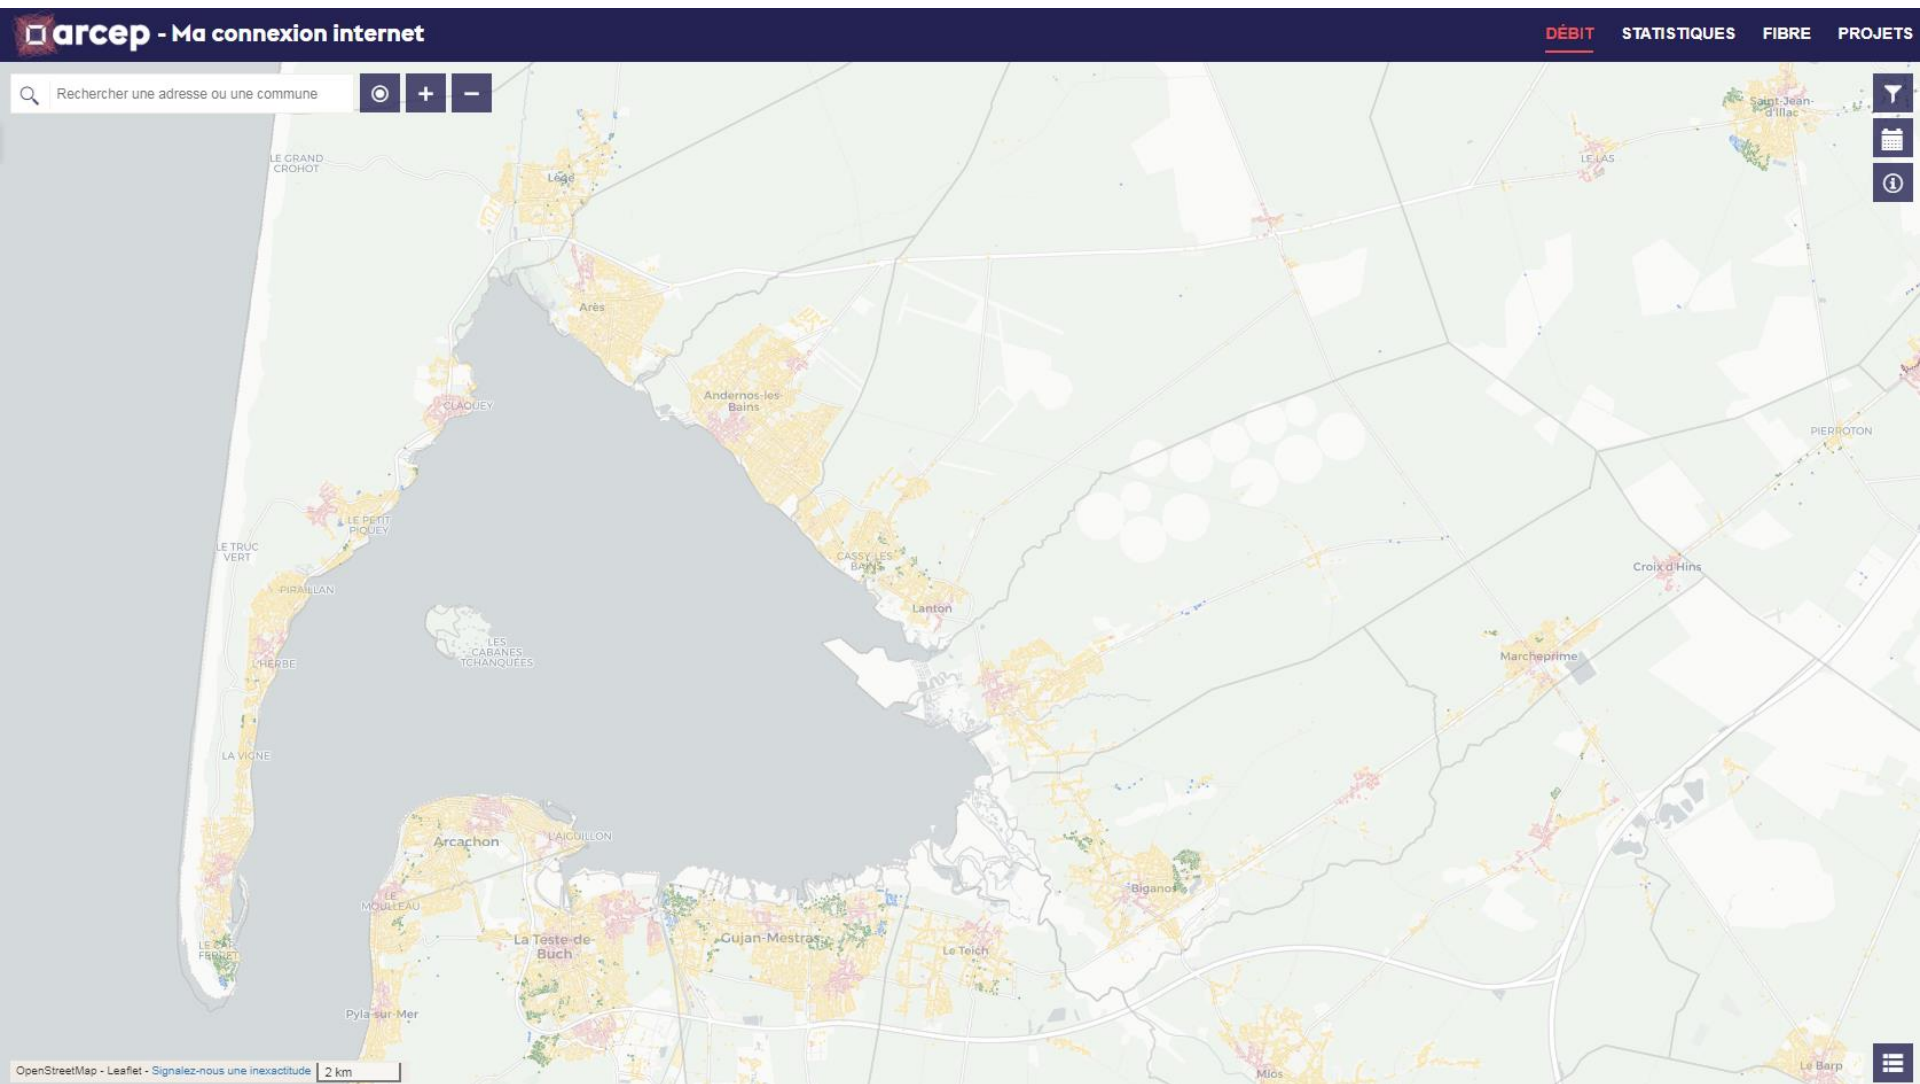 arcep - Ma connexion internet
DÉBIT STATISTIQUES FIBRE PROJETS
Rechercher une adresse ou une commune
Saint-Jean-
d'Illac
LE GRAND
CROHOT
LE LAS
Lège
Arès
Andernos-les-
Bains
CLAOUEY
PIERROTON
LE PETIT
PIQUEY
LE TRUC
VERT
CASSY-LES-
BAINS
Croix d'Hins
PIRAILLAN
Lanton
LES
CABANES
TCHANQUÉES
L'HERBE
Marcheprime
LA VIGNE
L'AIGUILLON
Arcachon
Biganos
LE
MOULLEAU
La Teste-de-
Buch
Gujan-Mestras
Le Teich
LE CAP
FERRET
Pyla-sur-Mer
Mios
Le Barp
OpenStreetMap - Leaflet - Signalez-nous une inexactitude
2 km